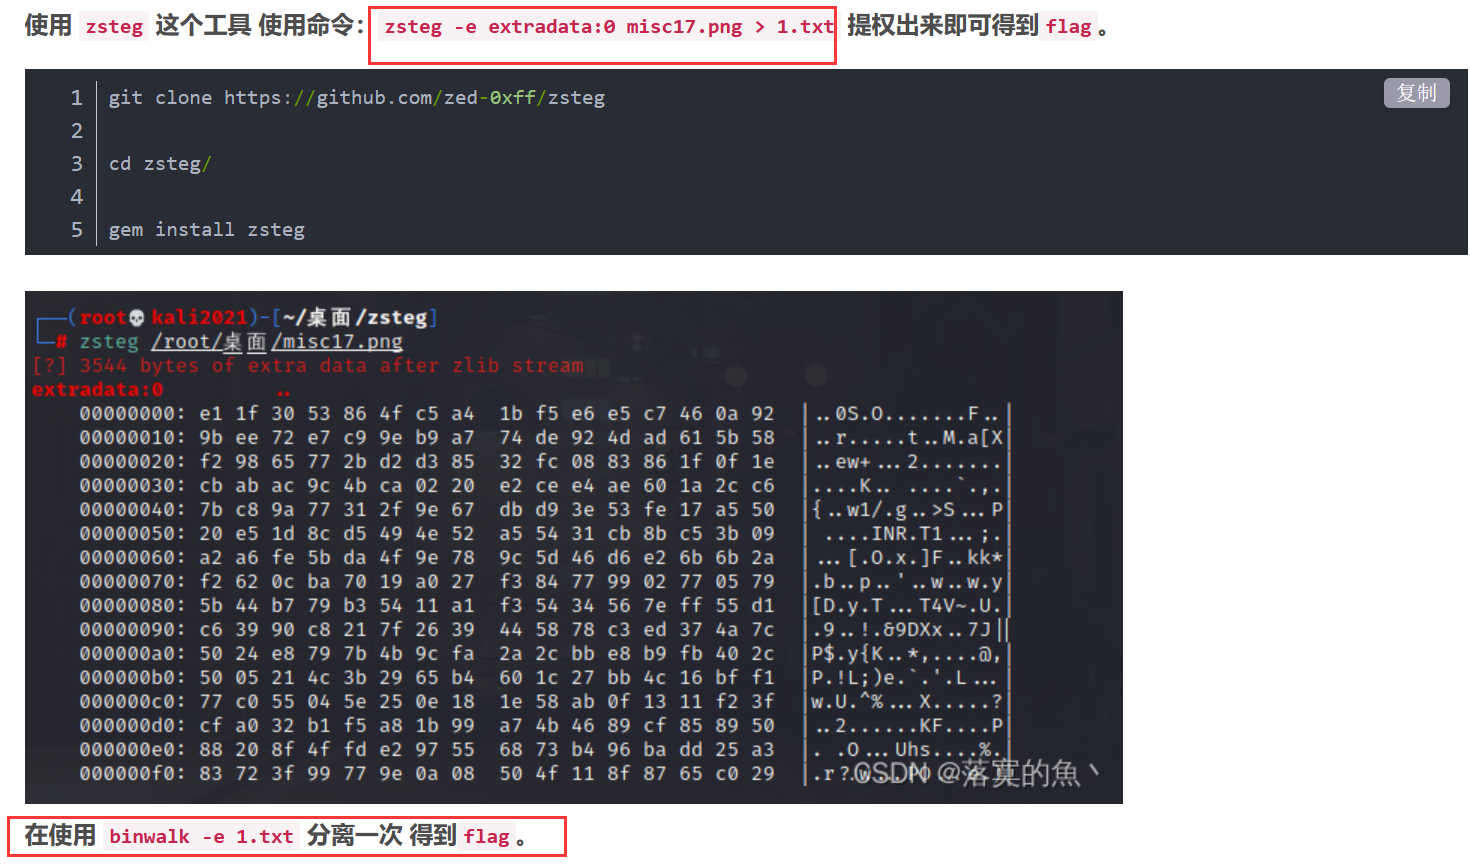 使用 zsteg 这个工具 使用命令： zsteg -e extradata:0 misc17.png > 1.txt 提权出来即可得到 flag 。
复制
1 git clone https://github.com/zed-0xff/zsteg
2
3 cd zsteg/
4
5 gem install zsteg
(root💀kali2021)-[~/桌面/zsteg]
# zsteg /root/桌面/misc17.png
[?] 3544 bytes of extra data after zlib stream
extradata:0 ..
00000000: e1 1f 30 53 86 4f c5 a4 1b f5 e6 e5 c7 46 0a 92 |..0S.O.......F..|
00000010: 9b ee 72 e7 c9 9e b9 a7 74 de 92 4d ad 61 5b 58 |..r.....t..M.a[X|
00000020: f2 98 65 77 2b d2 d3 85 32 fc 08 83 86 1f 0f 1e |..ew+...2.......|
00000030: cb ab ac 9c 4b ca 02 20 e2 ce e4 ae 60 1a 2c c6 |....K.. ....`.,.|
00000040: 7b c8 9a 77 31 2f 9e 67 db d9 3e 53 fe 17 a5 50 |{..w1/.g..>S...P|
00000050: 20 e5 1d 8c d5 49 4e 52 a5 54 31 cb 8b c5 3b 09 | ....INR.T1...;.|
00000060: a2 a6 fe 5b da 4f 9e 78 9c 5d 46 d6 e2 6b 6b 2a |...[.O.x.]F..kk*|
00000070: f2 62 0c ba 70 19 a0 27 f3 84 77 99 02 77 05 79 |.b..p..'..w..w.y|
00000080: 5b 44 b7 79 b3 54 11 a1 f3 54 34 56 7e ff 55 d1 |[D.y.T...T4V~.U.|
00000090: c6 39 90 c8 21 7f 26 39 44 58 78 c3 ed 37 4a 7c |.9..!.&9DXx..7J||
000000a0: 50 24 e8 79 7b 4b 9c fa 2a 2c bb e8 b9 fb 40 2c |P$.y{K..*,....@,|
000000b0: 50 05 21 4c 3b 29 65 b4 60 1c 27 bb 4c 16 bf f1 |P.!L;)e.`.'.L...|
000000c0: 77 c0 55 04 5e 25 0e 18 1e 58 ab 0f 13 11 f2 3f |w.U.^%...X.....?|
000000d0: cf a0 32 b1 f5 a8 1b 99 a7 4b 46 89 cf 85 89 50 |..2......KF....P|
000000e0: 88 20 8f 4f fd e2 97 55 68 73 b4 96 ba dd 25 a3 |. .O...Uhs....%.|
000000f0: 83 72 3f 99 77 9e 0a 08 50 4f 11 8f 87 65 c0 29 |.r?.w...PO...e.)|
CSDN @落寞的魚丶
在使用 binwalk -e 1.txt 分离一次 得到 flag 。